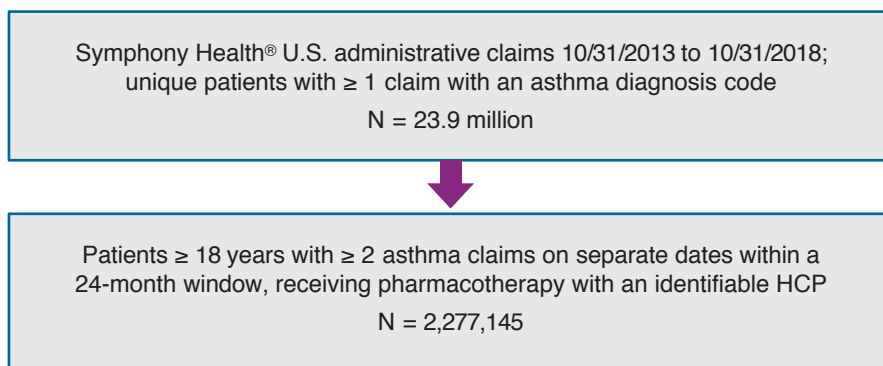 Symphony Health® U.S. administrative claims 10/31/2013 to 10/31/2018;
unique patients with ≥ 1 claim with an asthma diagnosis code
N = 23.9 million
Patients ≥ 18 years with ≥ 2 asthma claims on separate dates within a
24-month window, receiving pharmacotherapy with an identifiable HCP
N = 2,277,145